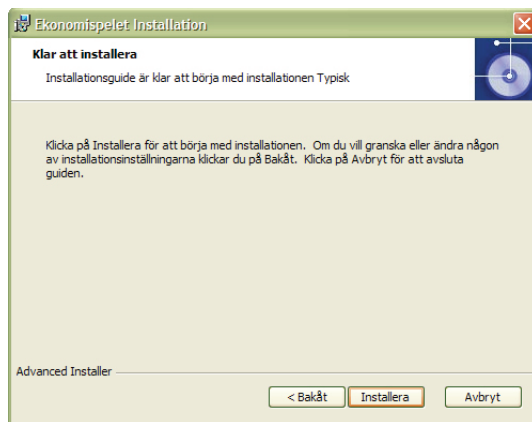 Ekonomispelet Installation
Klar att installera
Installationsguide är klar att börja med installationen Typisk
Klicka på Installera för att börja med installationen. Om du vill granska eller ändra någon
av installationsinställningarna klickar du på Bakåt. Klicka på Avbryt för att avsluta
guiden.
Advanced Installer
< Bakåt Installera Avbryt